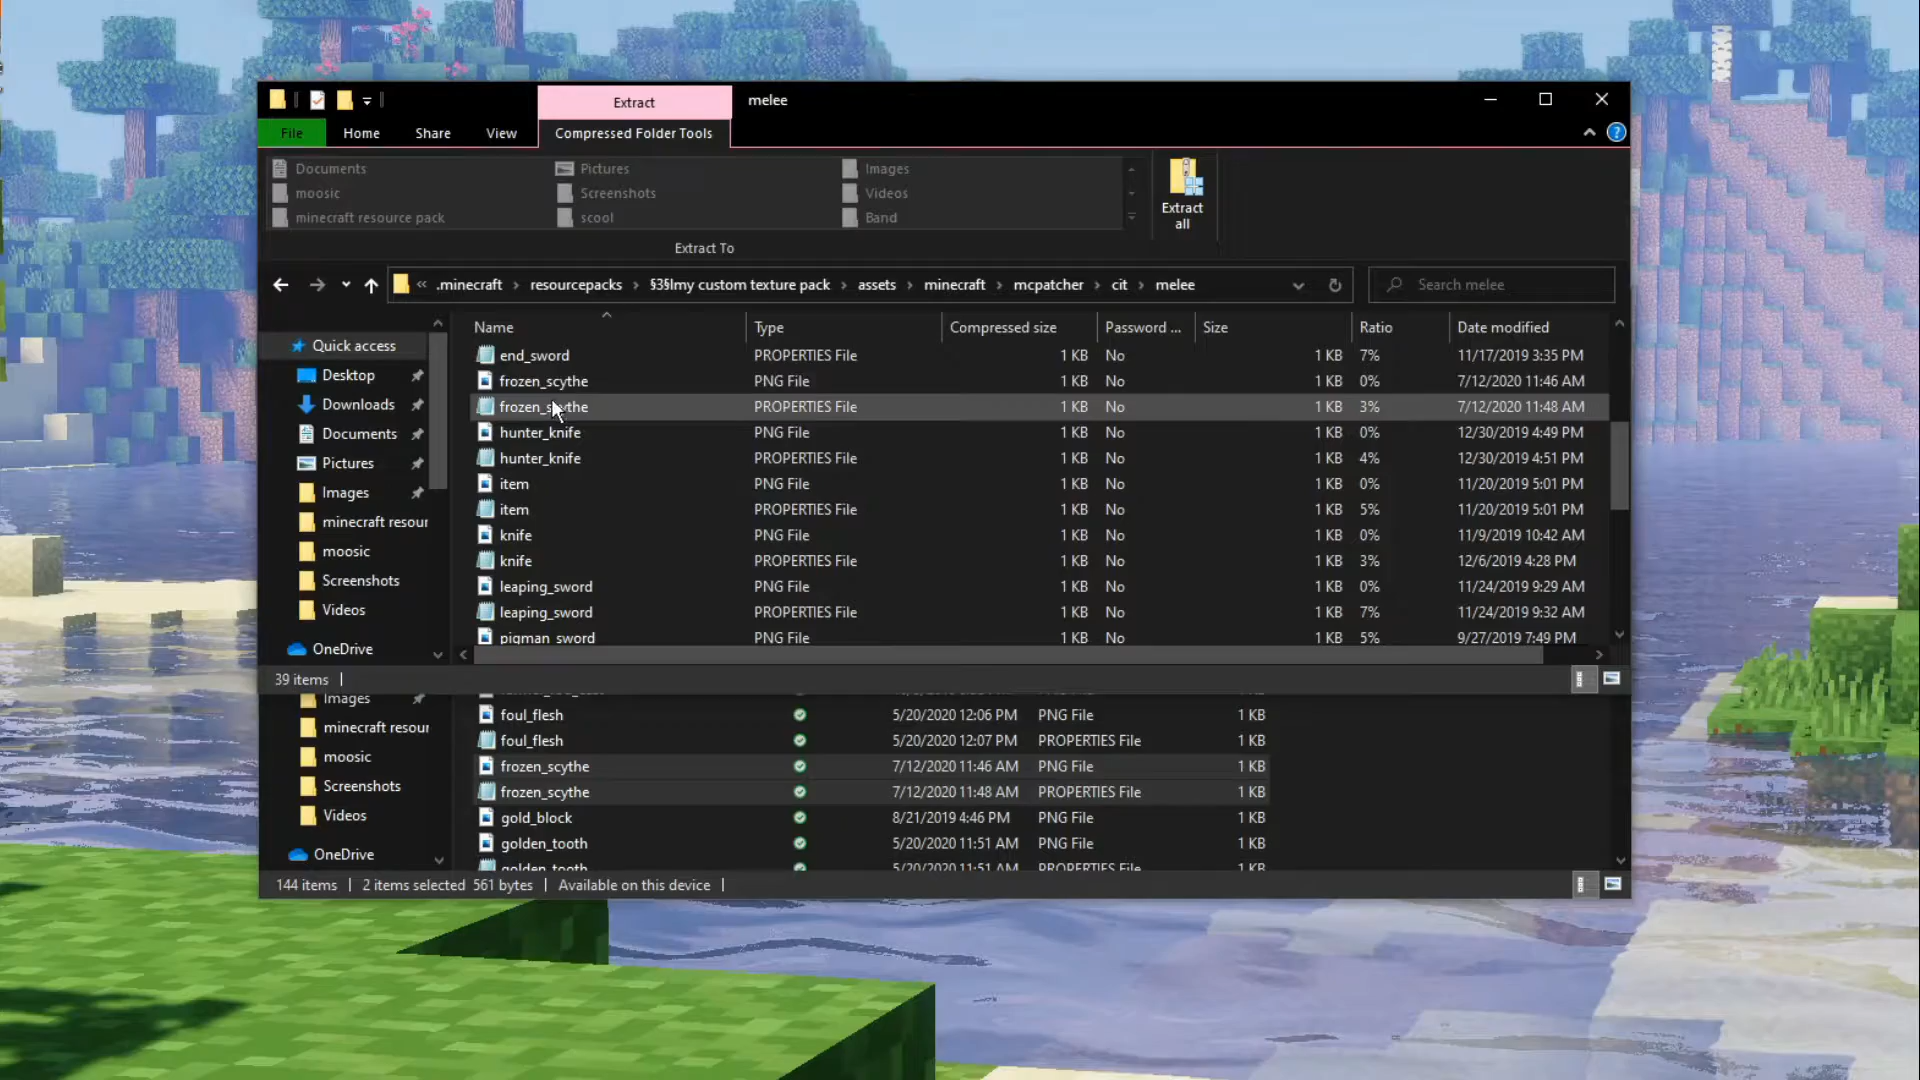 Extract
melee
File
Home
Share
View
Compressed Folder Tools
Documents
Pictures
Images
moosic
Screenshots
Videos
minecraft resource pack
scool
Band
Extract all
Extract To
« .minecraft › resourcepacks › §3§lmy custom texture pack › assets › minecraft › mcpatcher › cit › melee
Search melee
Name Type Compressed size Password ... Size Ratio Date modified
Quick access
Desktop
Downloads
Documents
Pictures
Images
minecraft resour
moosic
Screenshots
Videos
OneDrive
end_sword PROPERTIES File 1 KB No 1 KB 7% 11/17/2019 3:35 PM
frozen_scythe PNG File 1 KB No 1 KB 0% 7/12/2020 11:46 AM
frozen_scythe PROPERTIES File 1 KB No 1 KB 3% 7/12/2020 11:48 AM
hunter_knife PNG File 1 KB No 1 KB 0% 12/30/2019 4:49 PM
hunter_knife PROPERTIES File 1 KB No 1 KB 4% 12/30/2019 4:51 PM
item PNG File 1 KB No 1 KB 0% 11/20/2019 5:01 PM
item PROPERTIES File 1 KB No 1 KB 5% 11/20/2019 5:01 PM
knife PNG File 1 KB No 1 KB 0% 11/9/2019 10:42 AM
knife PROPERTIES File 1 KB No 1 KB 3% 12/6/2019 4:28 PM
leaping_sword PNG File 1 KB No 1 KB 0% 11/24/2019 9:29 AM
leaping_sword PROPERTIES File 1 KB No 1 KB 7% 11/24/2019 9:32 AM
pigman_sword PNG File 1 KB No 1 KB 5% 9/27/2019 7:49 PM
39 items
Images
minecraft resour
moosic
Screenshots
Videos
OneDrive
foul_flesh 5/20/2020 12:06 PM PNG File 1 KB
foul_flesh 5/20/2020 12:07 PM PROPERTIES File 1 KB
frozen_scythe 7/12/2020 11:46 AM PNG File 1 KB
frozen_scythe 7/12/2020 11:48 AM PROPERTIES File 1 KB
gold_block 8/21/2019 4:46 PM PNG File 1 KB
golden_tooth 5/20/2020 11:51 AM PNG File 1 KB
golden_tooth 5/20/2020 11:51 AM PROPERTIES File 1 KB
144 items 2 items selected 561 bytes Available on this device